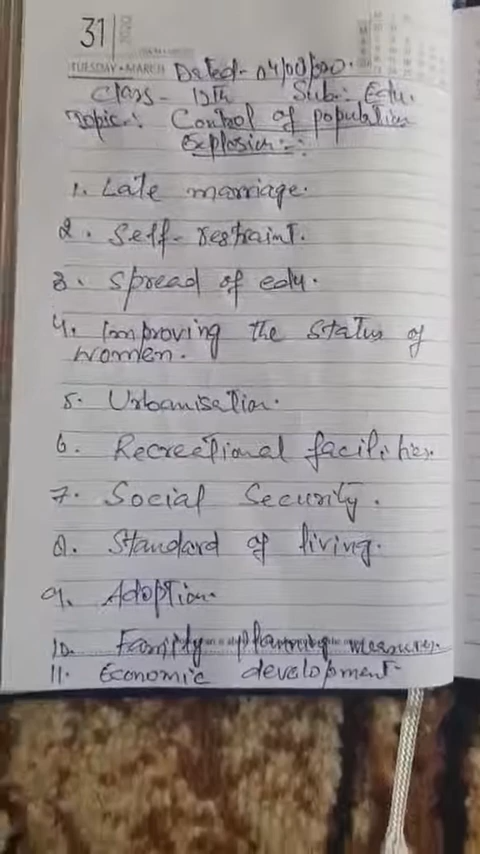 31
TUESDAY • MARCH Dated-04/08/020.
Class- 12th Sub:- Edu.
Topic:- Control of population
Explosion:-
1. Late marriage.
2. Self-restraint.
3. Spread of edu.
4. Improving the status of
women.
5. Urbanisation.
6. Recreational facilities.
7. Social Security.
8. Standard of living.
9. Adoption.
10. Family planning measures.
11. Economic development